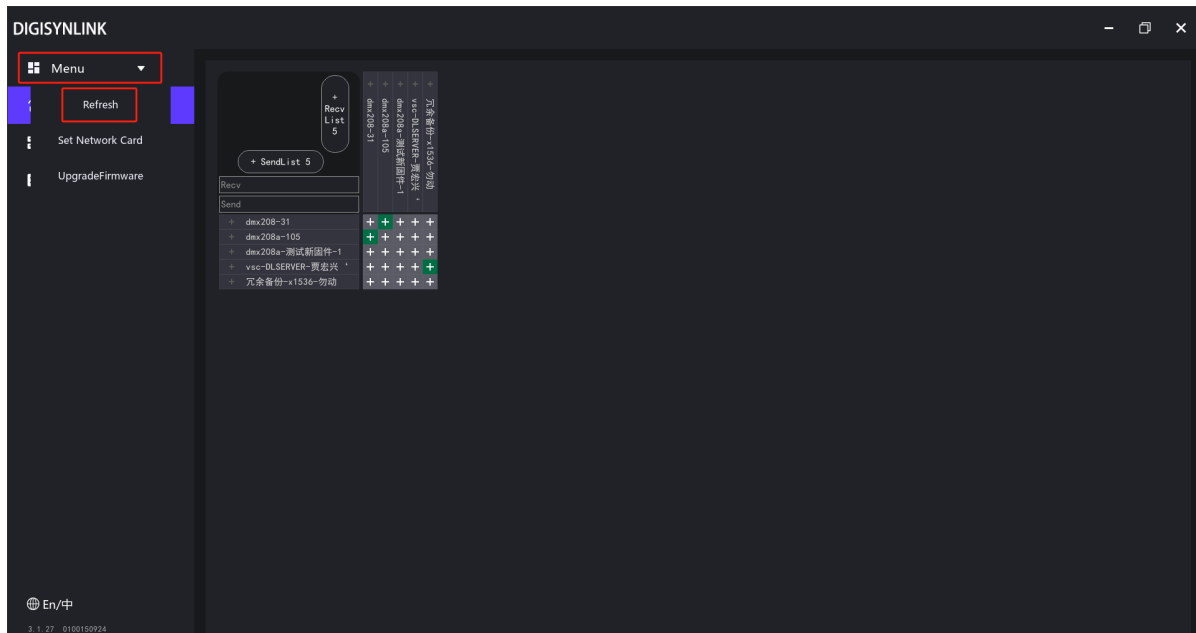 DIGISYNLINK
Menu
Refresh
Set Network Card
UpgradeFirmware
+
Recv
List
5
+ SendList 5
Recv
Send
+ + + + +
dmx208-31
dmx208a-105
dmx208a-测试新固件-1
vsc-DLSERVER-贾宏兴 '
冗余备份-x1536-勿动
+ dmx208-31 + + + + +
+ dmx208a-105 + + + + +
+ dmx208a-测试新固件-1 + + + + +
+ vsc-DLSERVER-贾宏兴 ' + + + + +
+ 冗余备份-x1536-勿动 + + + + +
En/中
3.1.27 0100150924